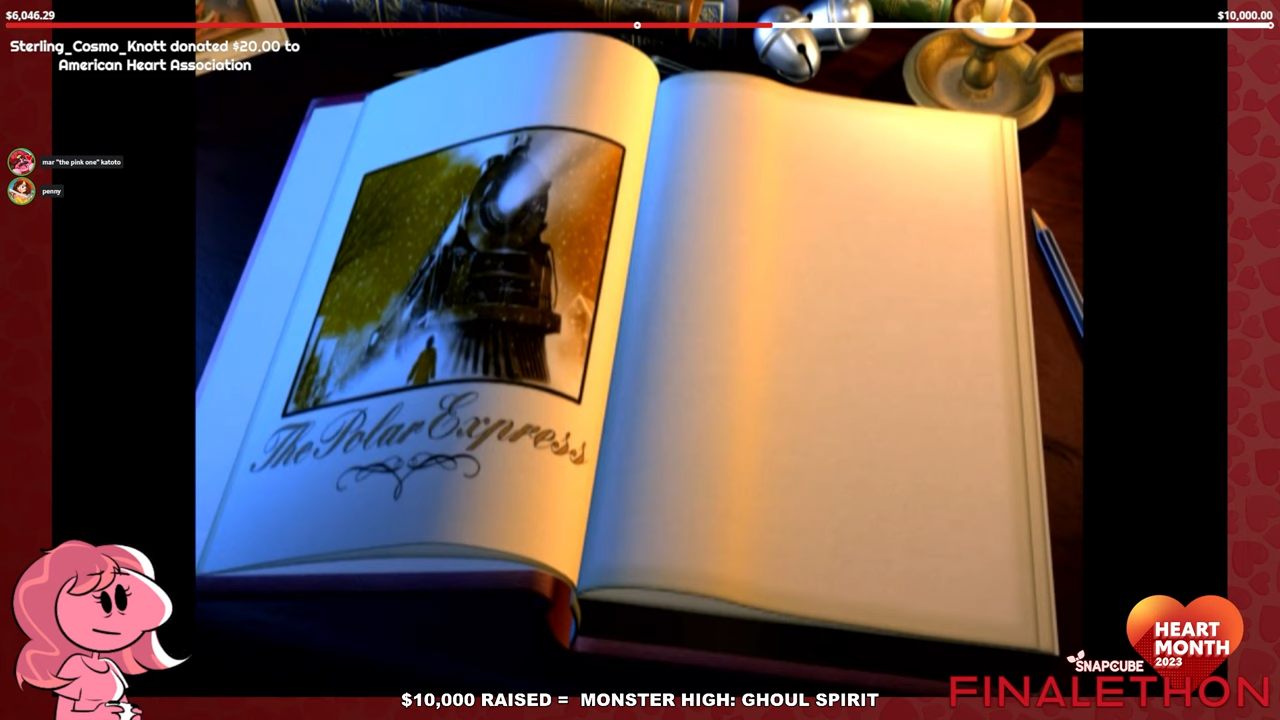 $6,046.29
$10,000.00
Sterling_Cosmo_Knott donated $20.00 to
American Heart Association
mar "the pink one" katoto
penny
The Polar Express
HEART
MONTH
2023
SNAPCUBE
FINALETHON
$10,000 RAISED = MONSTER HIGH: GHOUL SPIRIT